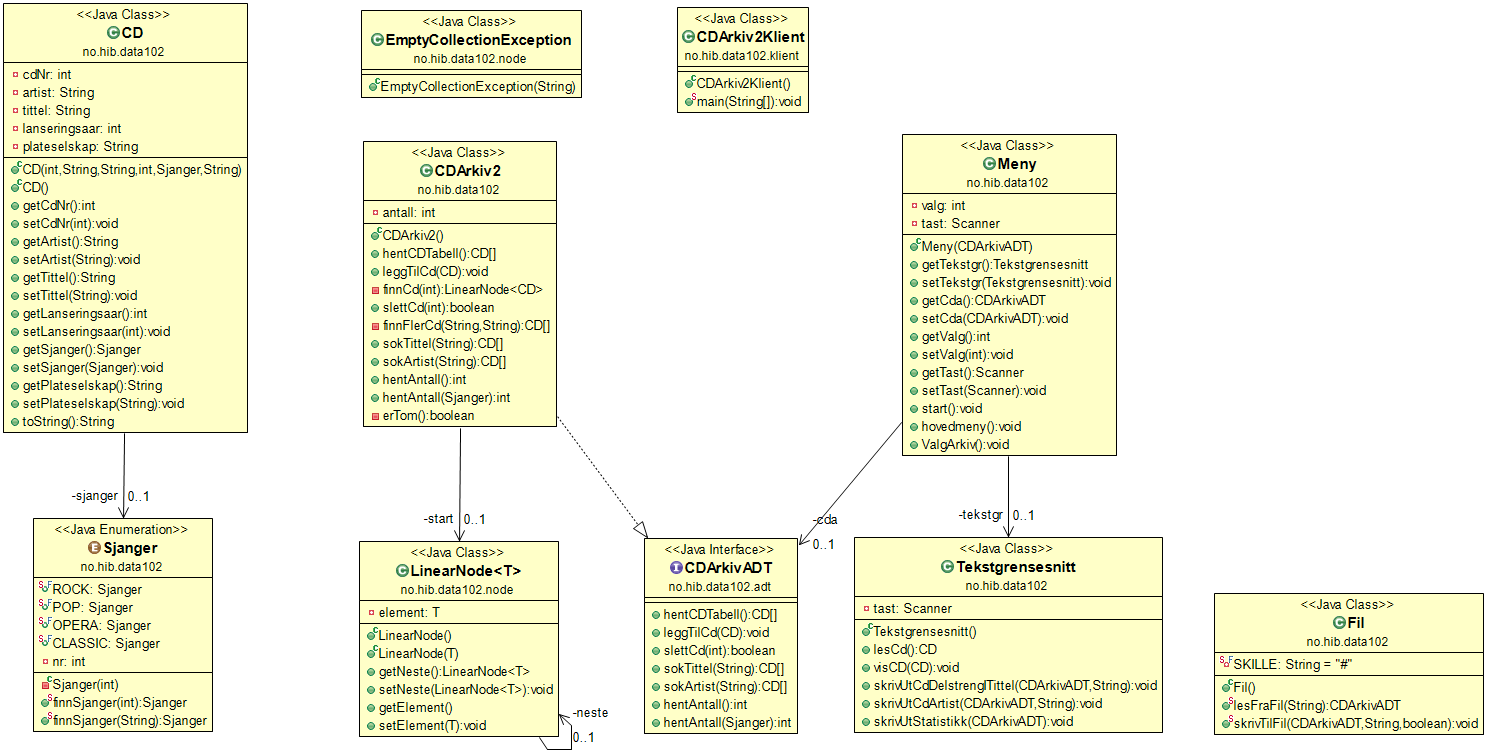 <<Java Class>>
CD
no.hib.data102
cdNr: int
artist: String
tittel: String
lanseringsaar: int
plateselskap: String
CD(int,String,String,int,Sjanger,String)
CD()
getCdNr():int
setCdNr(int):void
getArtist():String
setArtist(String):void
getTittel():String
setTittel(String):void
getLanseringsaar():int
setLanseringsaar(int):void
getSjanger():Sjanger
setSjanger(Sjanger):void
getPlateselskap():String
setPlateselskap(String):void
toString():String
-sjanger 0..1
<<Java Enumeration>>
Sjanger
no.hib.data102
ROCK: Sjanger
POP: Sjanger
OPERA: Sjanger
CLASSIC: Sjanger
nr: int
Sjanger(int)
finnSjanger(int):Sjanger
finnSjanger(String):Sjanger
<<Java Class>>
EmptyCollectionException
no.hib.data102.node
EmptyCollectionException(String)
<<Java Class>>
CDArkiv2Klient
no.hib.data102.klient
CDArkiv2Klient()
main(String[]):void
<<Java Class>>
CDArkiv2
no.hib.data102
antall: int
CDArkiv2()
hentCDTabell():CD[]
leggTilCd(CD):void
finnCd(int):LinearNode<CD>
slettCd(int):boolean
finnFlerCd(String,String):CD[]
sokTittel(String):CD[]
sokArtist(String):CD[]
hentAntall():int
hentAntall(Sjanger):int
erTom():boolean
-start 0..1
<<Java Class>>
LinearNode<T>
no.hib.data102.node
element: T
LinearNode()
LinearNode(T)
getNeste():LinearNode<T>
setNeste(LinearNode<T>):void
getElement()
setElement(T):void
-neste
0..1
<<Java Class>>
Meny
no.hib.data102
valg: int
tast: Scanner
Meny(CDArkivADT)
getTekstgr():Tekstgrensesnitt
setTekstgr(Tekstgrensesnitt):void
getCda():CDArkivADT
setCda(CDArkivADT):void
getValg():int
setValg(int):void
getTast():Scanner
setTast(Scanner):void
start():void
hovedmeny():void
ValgArkiv():void
-cda
0..1
-tekstgr 0..1
<<Java Interface>>
CDArkivADT
no.hib.data102.adt
hentCDTabell():CD[]
leggTilCd(CD):void
slettCd(int):boolean
sokTittel(String):CD[]
sokArtist(String):CD[]
hentAntall():int
hentAntall(Sjanger):int
<<Java Class>>
Tekstgrensesnitt
no.hib.data102
tast: Scanner
Tekstgrensesnitt()
lesCd():CD
visCD(CD):void
skrivUtCdDelstrengITittel(CDArkivADT,String):void
skrivUtCdArtist(CDArkivADT,String):void
skrivUtStatistikk(CDArkivADT):void
<<Java Class>>
Fil
no.hib.data102
SKILLE: String = "#"
Fil()
lesFraFil(String):CDArkivADT
skrivTilFil(CDArkivADT,String,boolean):void